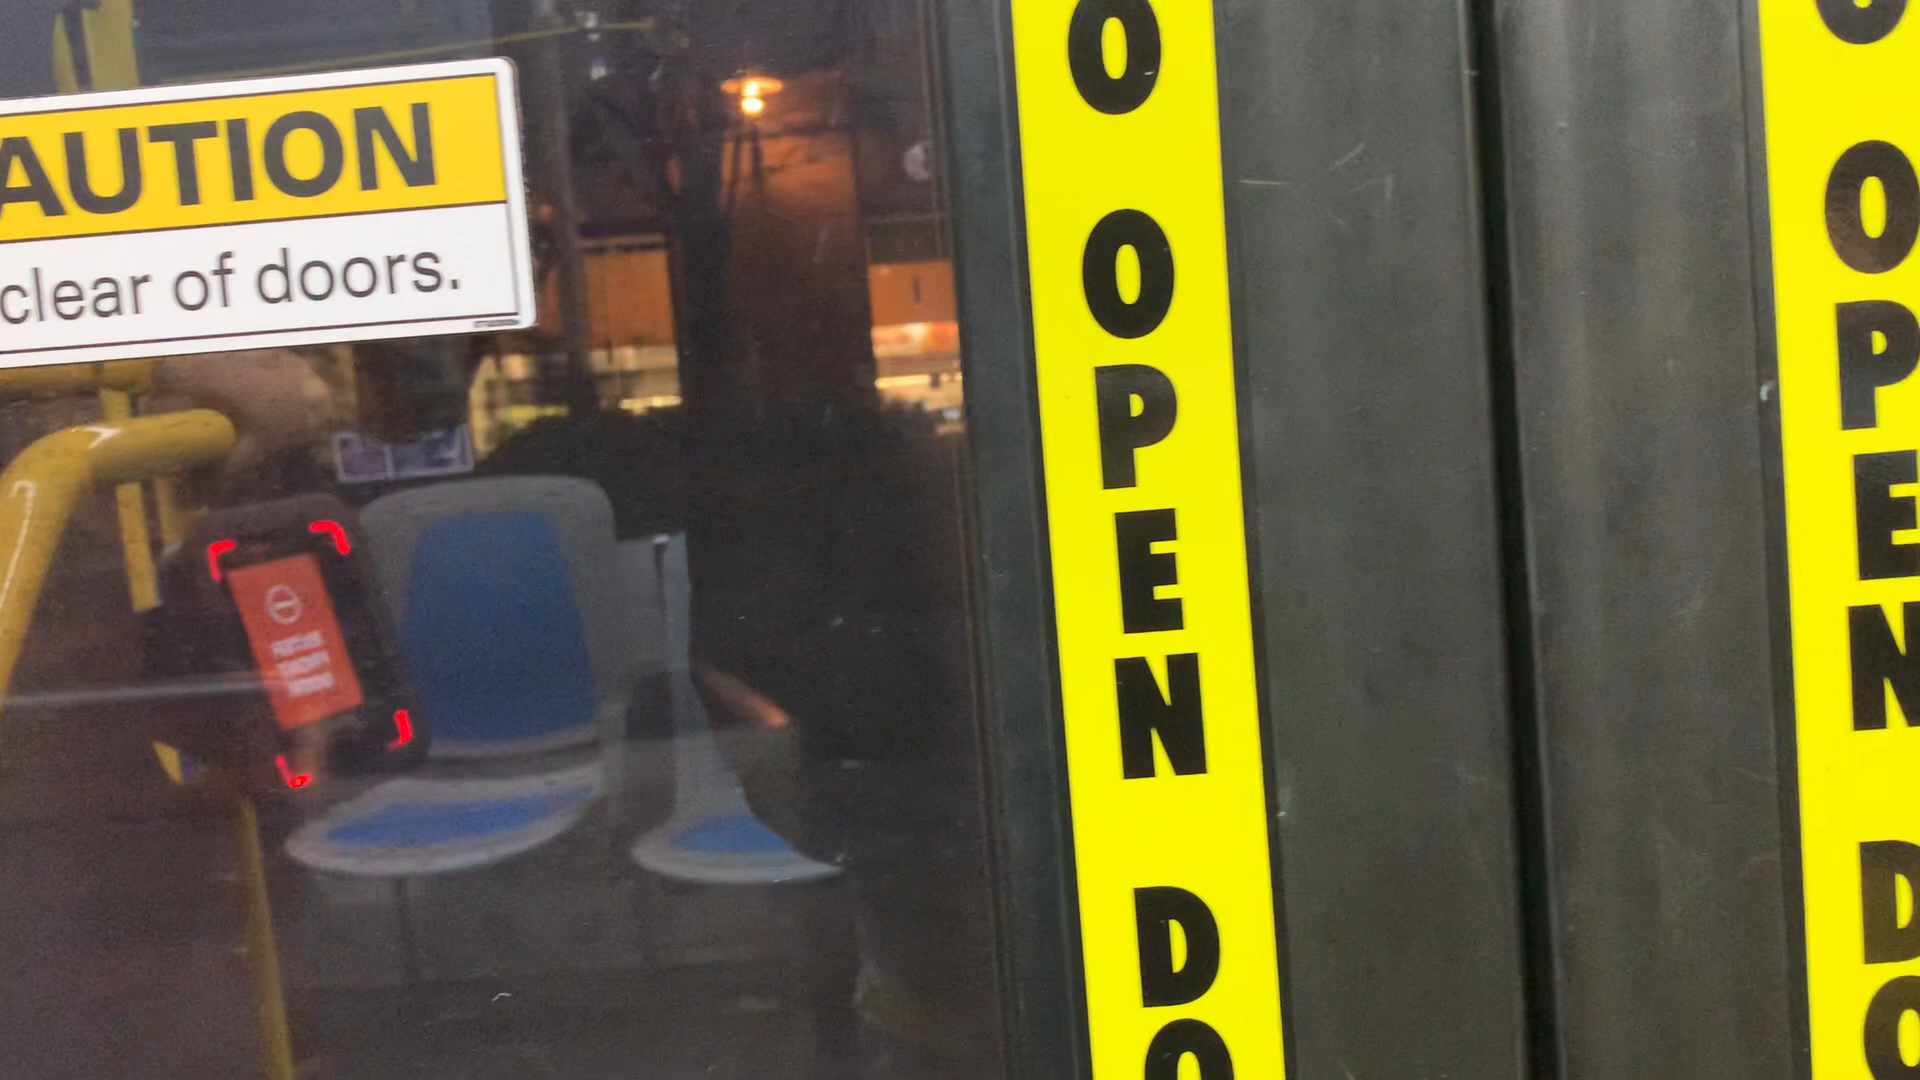 AUTION
clear of doors.
O
OPEN
DO
O
OPEN
DO